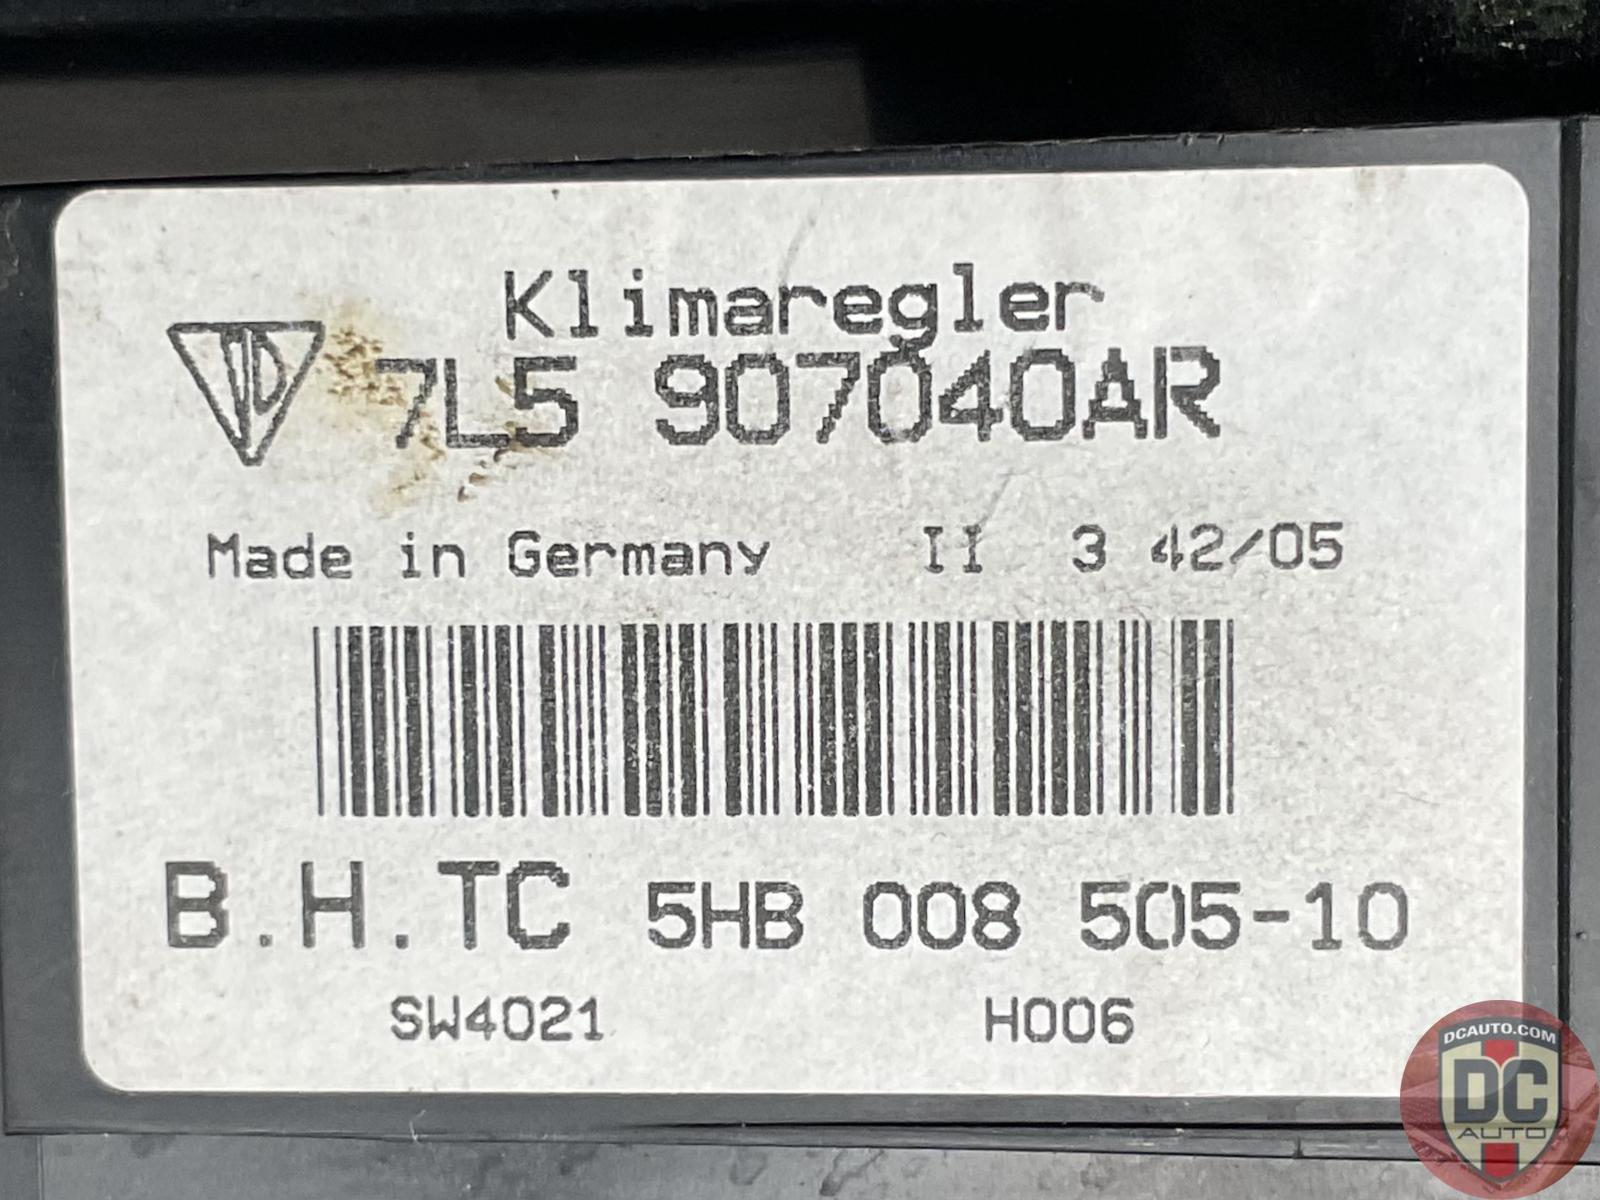 Klimaregler
7L5 907040AR
Made in Germany II 3 42/05
B.H.TC 5HB 008 505-10
SW4021 H006
DCAUTO.COM
DC
AUTO